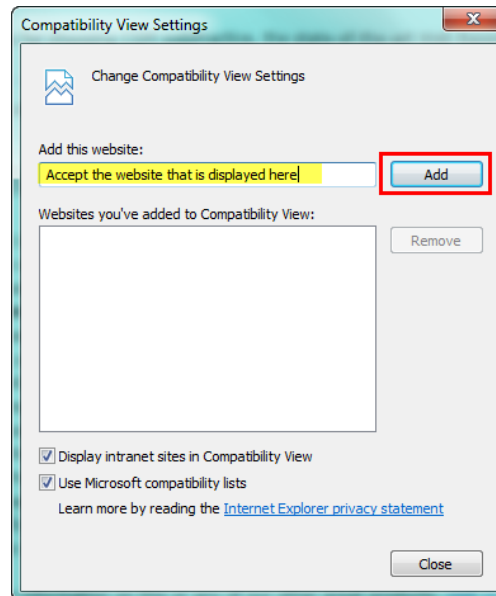 Compatibility View Settings
Change Compatibility View Settings
Add this website:
Accept the website that is displayed here
Add
Websites you've added to Compatibility View:
Remove
Display intranet sites in Compatibility View
Use Microsoft compatibility lists
Learn more by reading the Internet Explorer privacy statement
Close